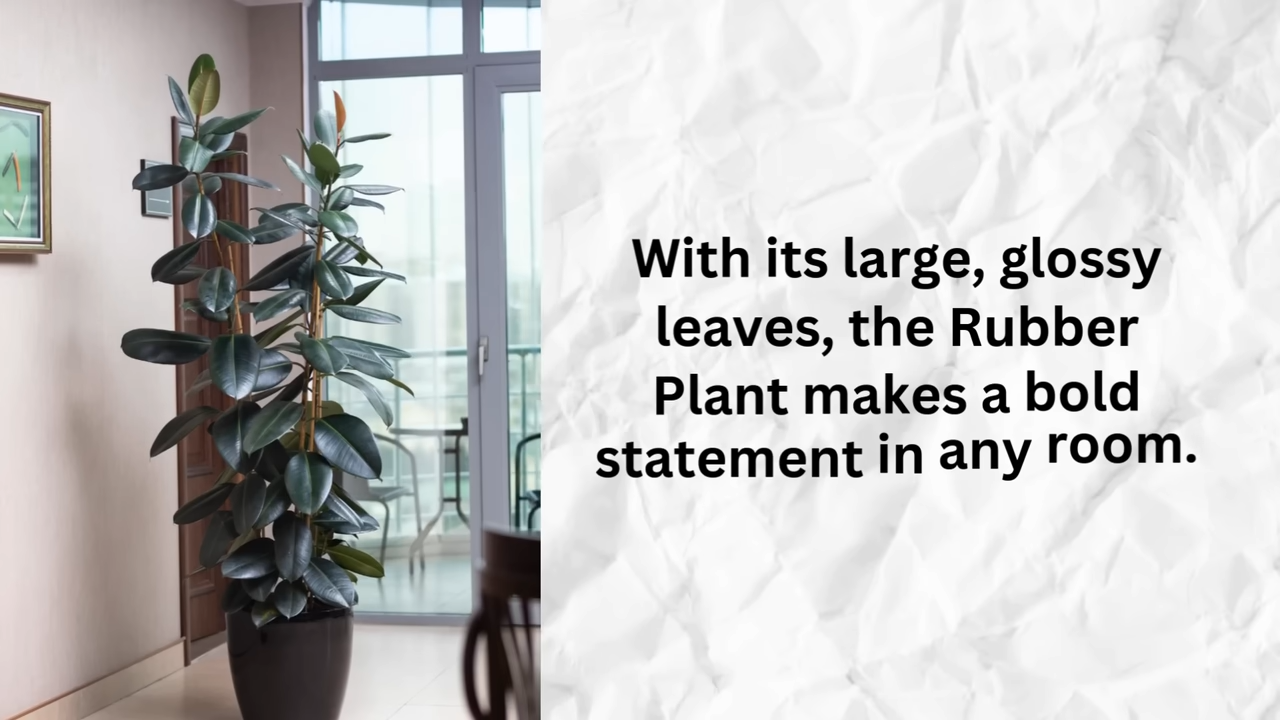 With its large, glossy
leaves, the Rubber
Plant makes a bold
statement in any room.